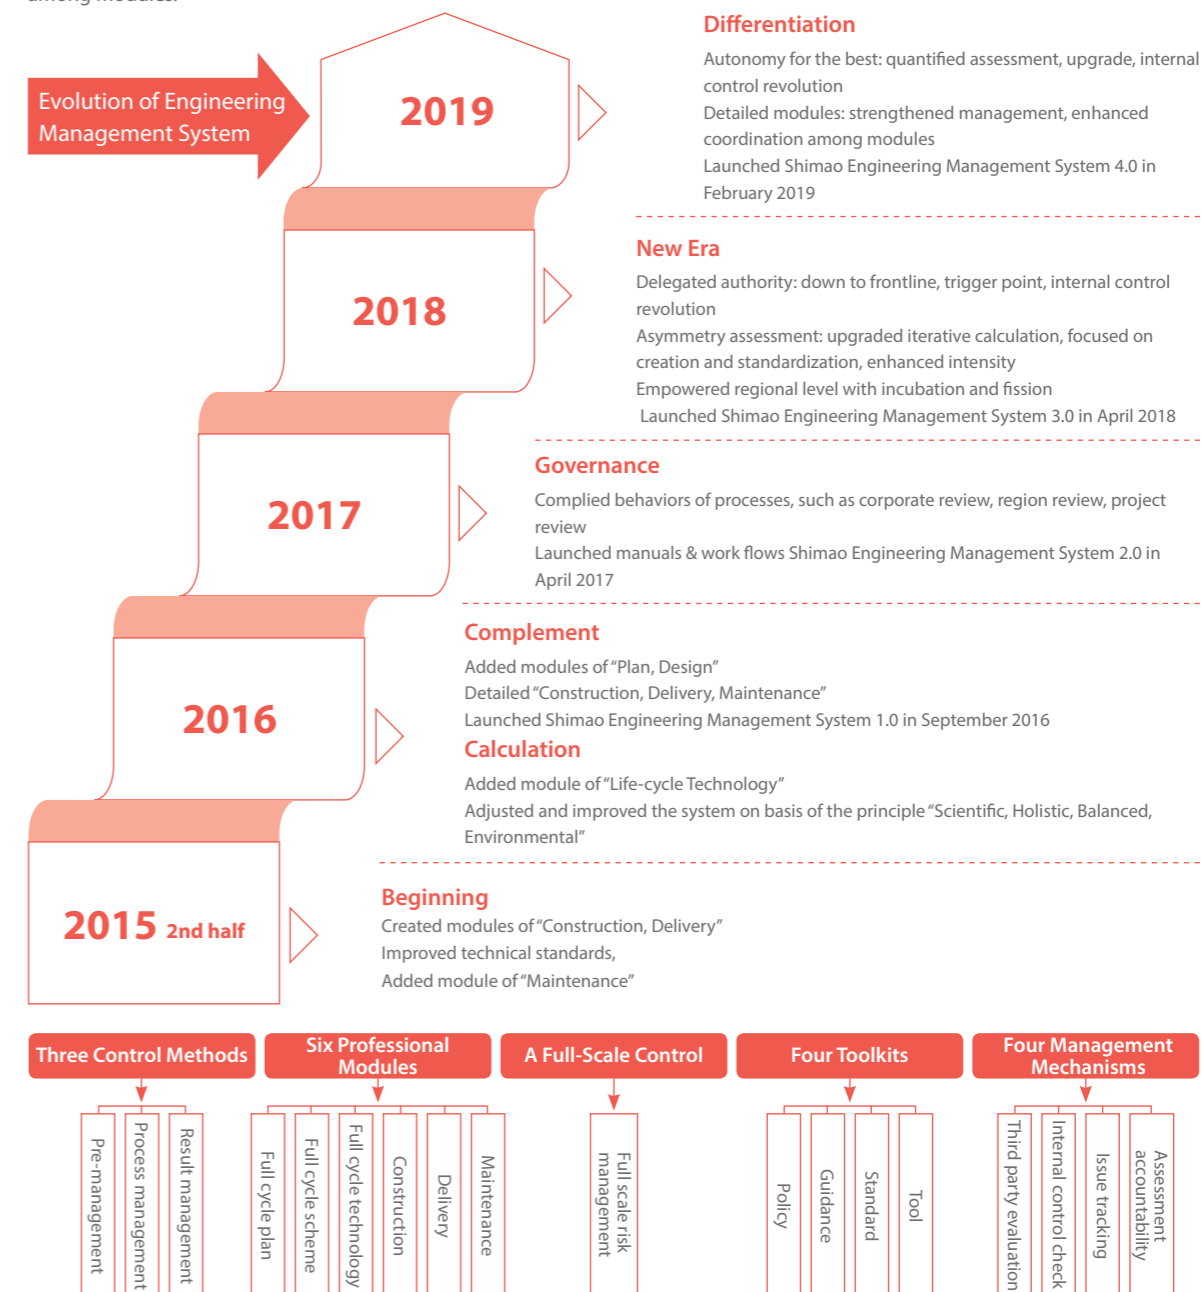 among modules.
Evolution of Engineering
Management System
2019
Differentiation
Autonomy for the best: quantified assessment, upgrade, internal
control revolution
Detailed modules: strengthened management, enhanced
coordination among modules
Launched Shimao Engineering Management System 4.0 in
February 2019
2018
New Era
Delegated authority: down to frontline, trigger point, internal control
revolution
Asymmetry assessment: upgraded iterative calculation, focused on
creation and standardization, enhanced intensity
Empowered regional level with incubation and fission
Launched Shimao Engineering Management System 3.0 in April 2018
2017
Governance
Complied behaviors of processes, such as corporate review, region review, project
review
Launched manuals & work flows Shimao Engineering Management System 2.0 in
April 2017
2016
Complement
Added modules of “Plan, Design”
Detailed “Construction, Delivery, Maintenance”
Launched Shimao Engineering Management System 1.0 in September 2016
Calculation
Added module of “Life-cycle Technology”
Adjusted and improved the system on basis of the principle “Scientific, Holistic, Balanced,
Environmental”
2015 2nd half
Beginning
Created modules of “Construction, Delivery”
Improved technical standards,
Added module of “Maintenance”
Three Control Methods
Pre-management
Process management
Result management
Six Professional
Modules
Full cycle plan
Full cycle scheme
Full cycle technology
Construction
Delivery
Maintenance
A Full-Scale Control
Full scale risk
management
Four Toolkits
Policy
Guidance
Standard
Tool
Four Management
Mechanisms
Third party evaluation
Internal control check
Issue tracking
Assessment
accountability